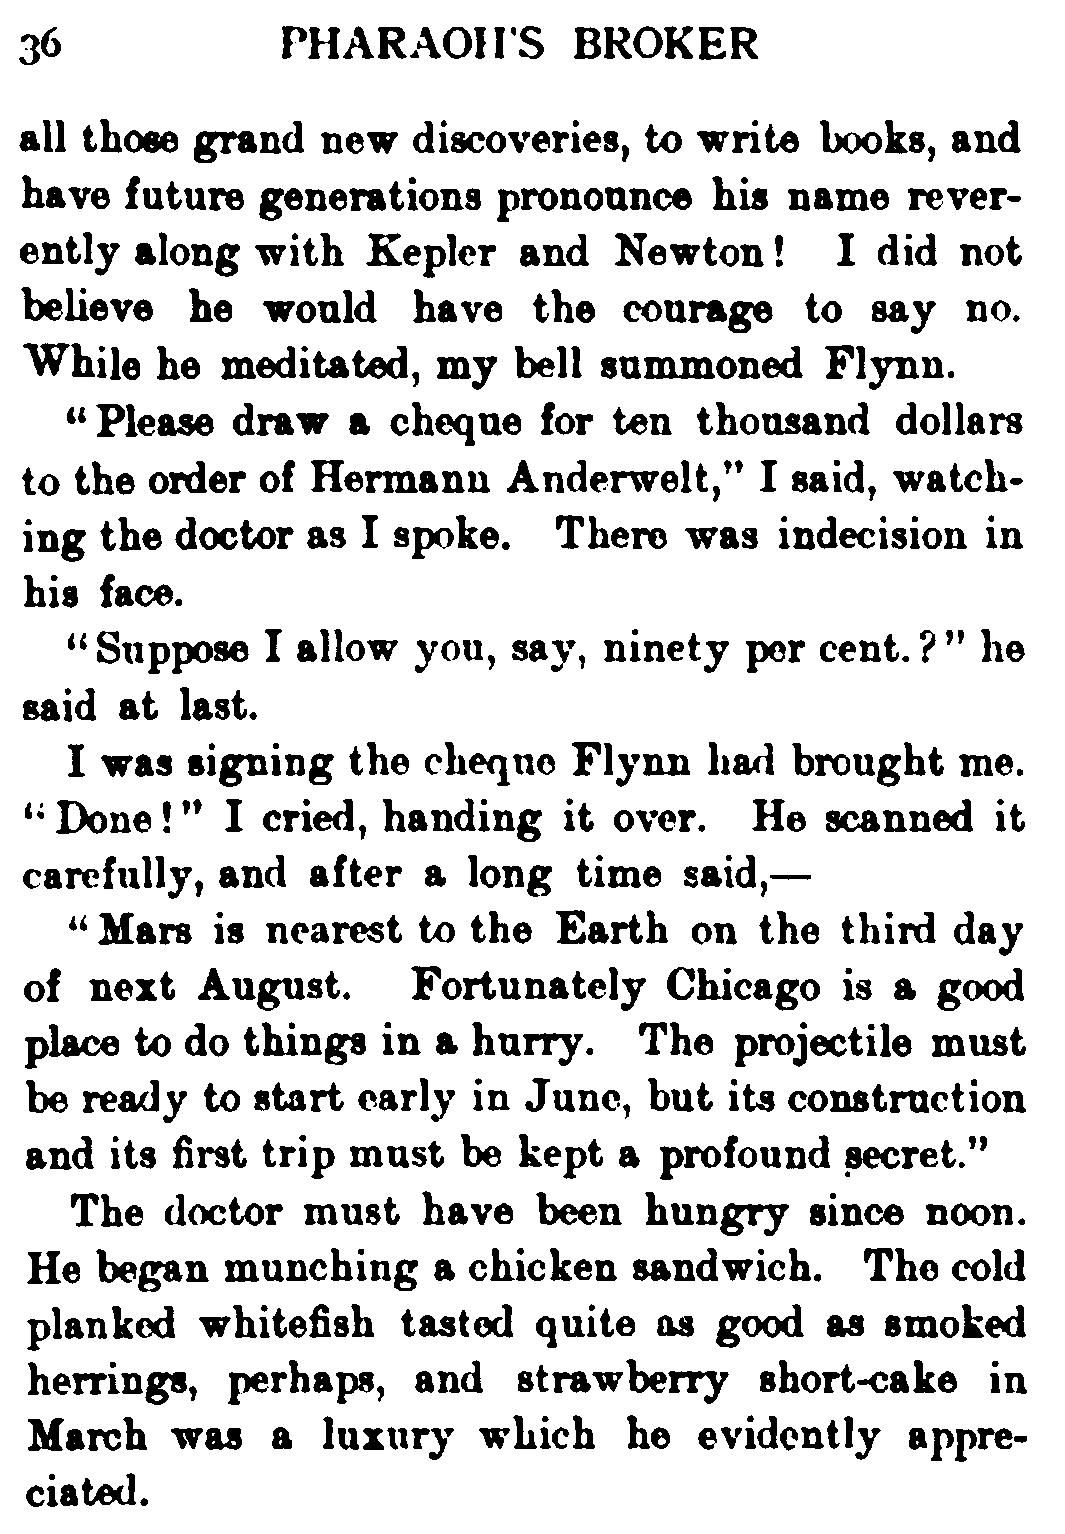 36 PHARAOH'S BROKER
all those grand new discoveries, to write books, and
have future generations pronounce his name rever-
ently along with Kepler and Newton! I did not
believe he would have the courage to say no.
While he meditated, my bell summoned Flynn.
"Please draw a cheque for ten thousand dollars
to the order of Hermann Anderwelt," I said, watch-
ing the doctor as I spoke. There was indecision in
his face.
"Suppose I allow you, say, ninety per cent.?" he
said at last.
I was signing the cheque Flynn had brought me.
"Done!" I cried, handing it over. He scanned it
carefully, and after a long time said,—
"Mars is nearest to the Earth on the third day
of next August. Fortunately Chicago is a good
place to do things in a hurry. The projectile must
be ready to start early in June, but its construction
and its first trip must be kept a profound secret."
The doctor must have been hungry since noon.
He began munching a chicken sandwich. The cold
planked whitefish tasted quite as good as smoked
herrings, perhaps, and strawberry short-cake in
March was a luxury which he evidently appre-
ciated.